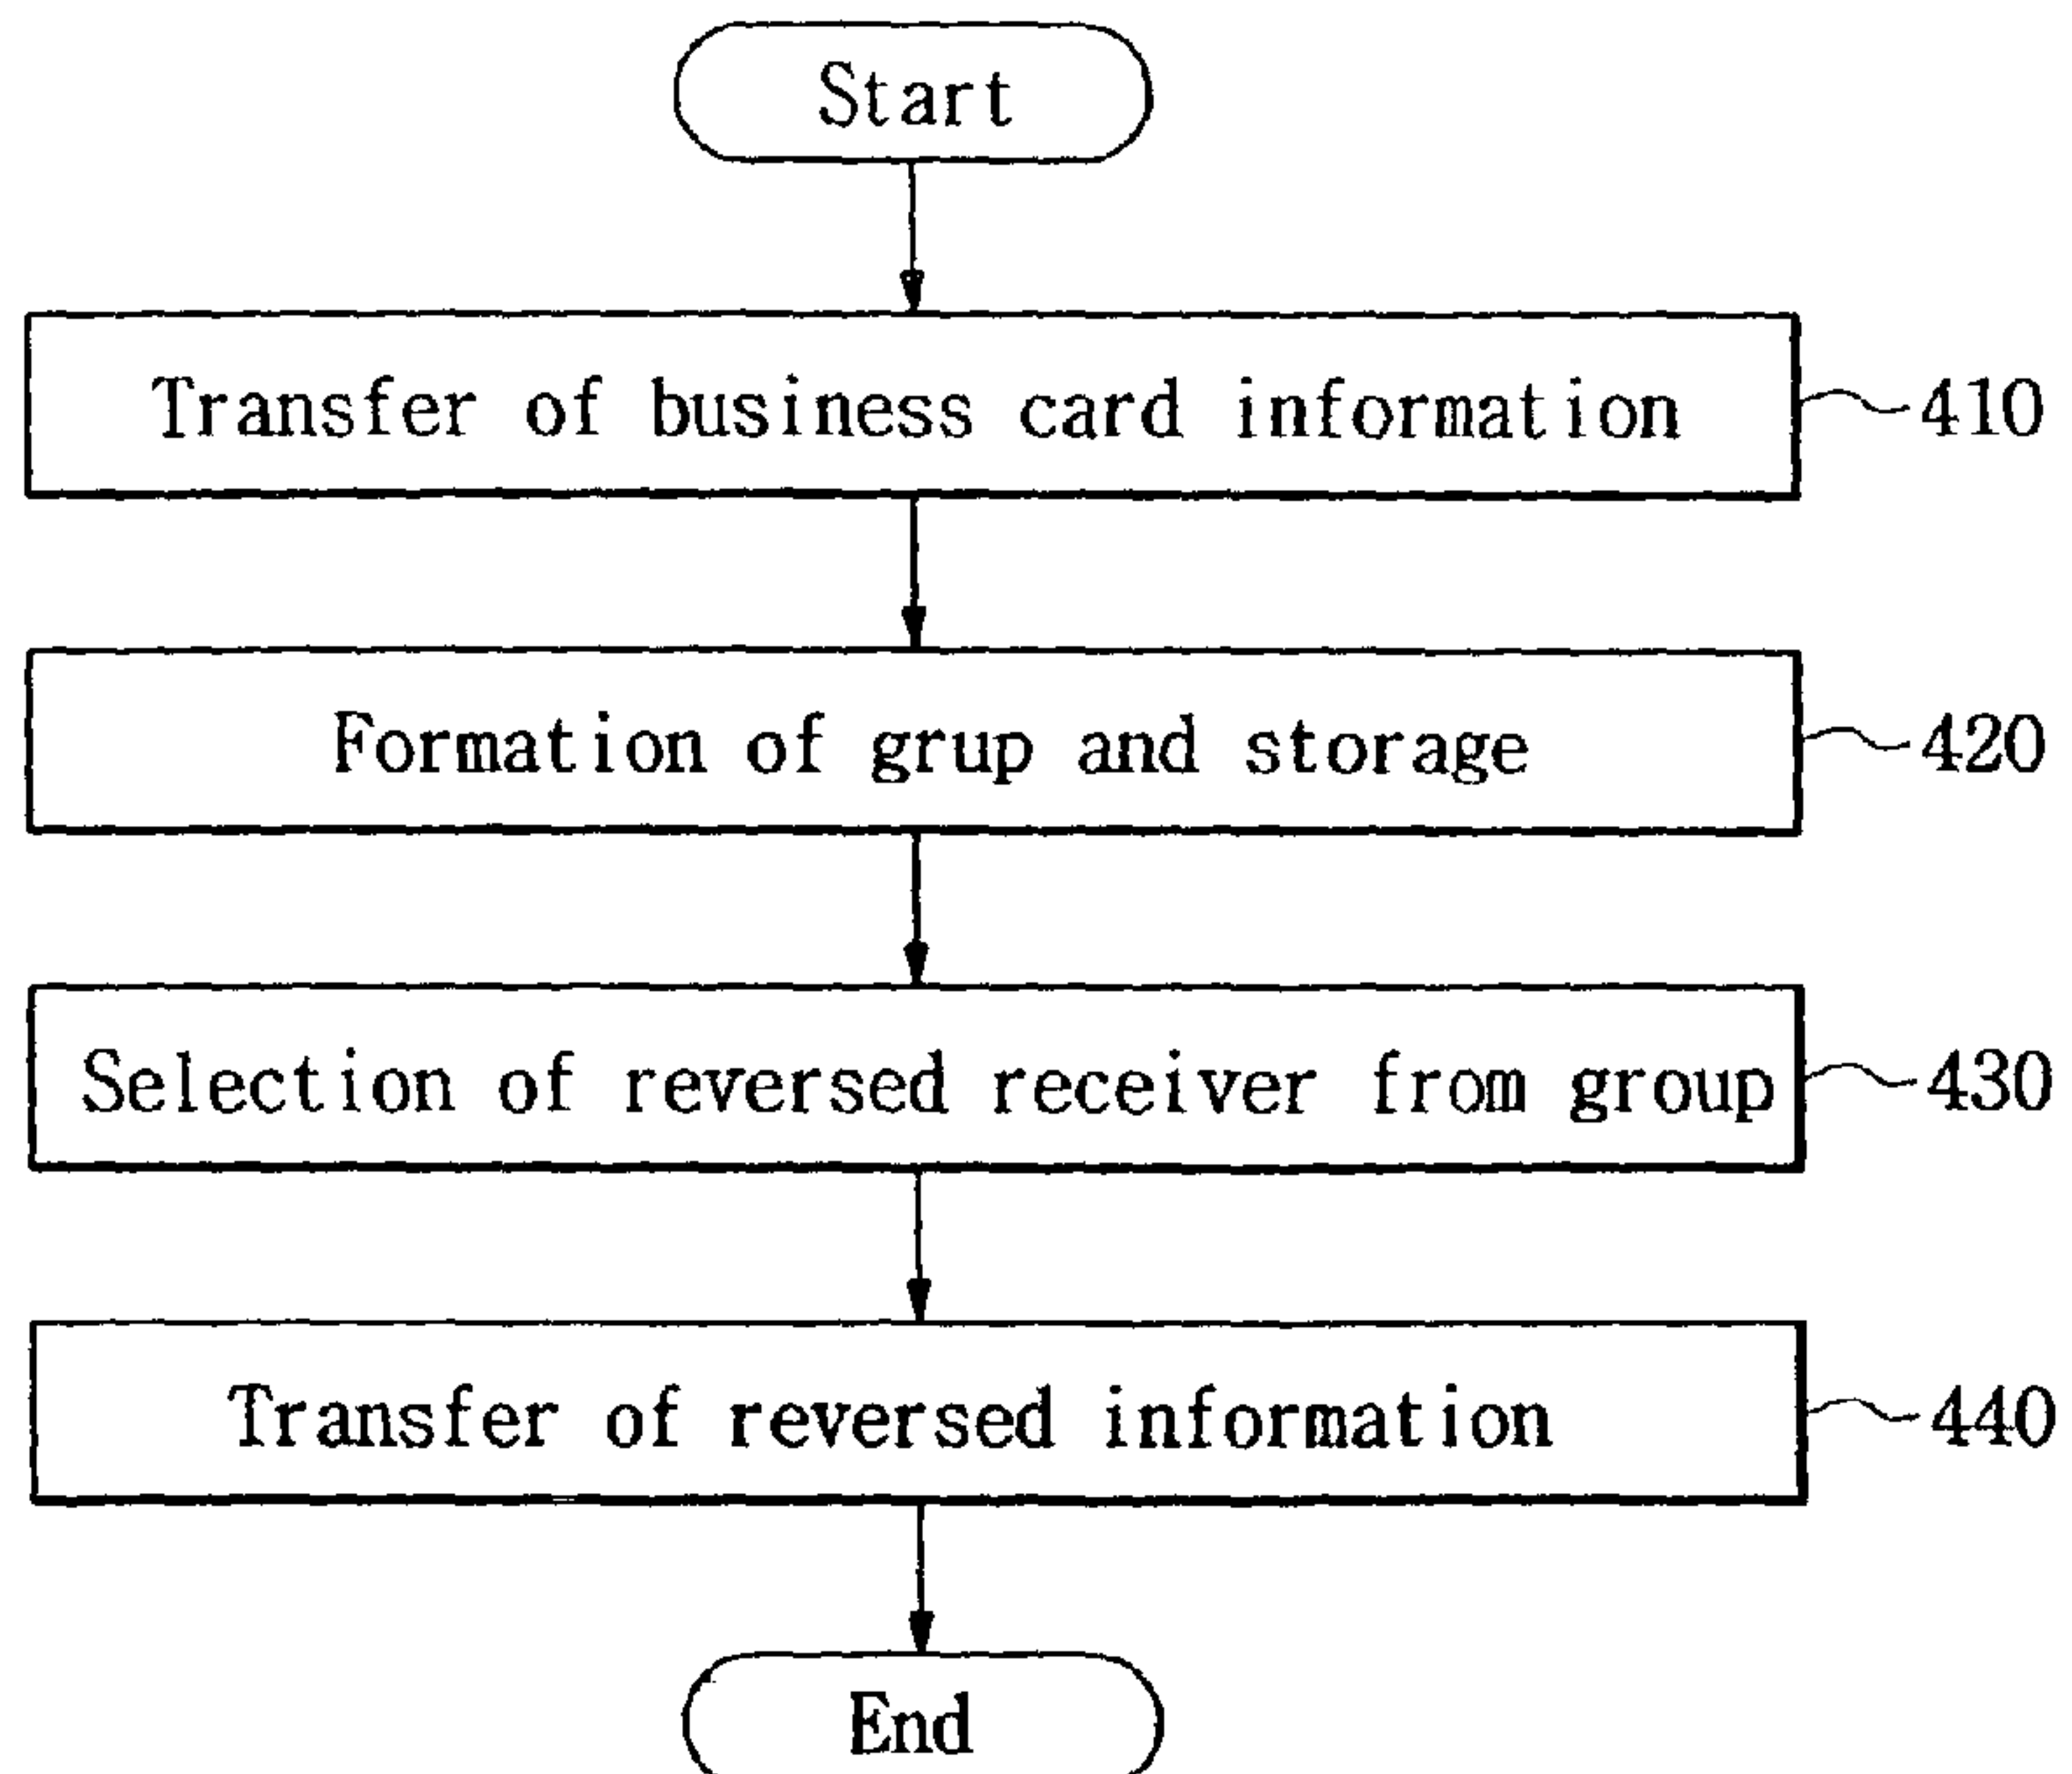 Start
Transfer of business card information
410
Formation of grup and storage
420
Selection of reversed receiver from group
430
Transfer of reversed information
440
End